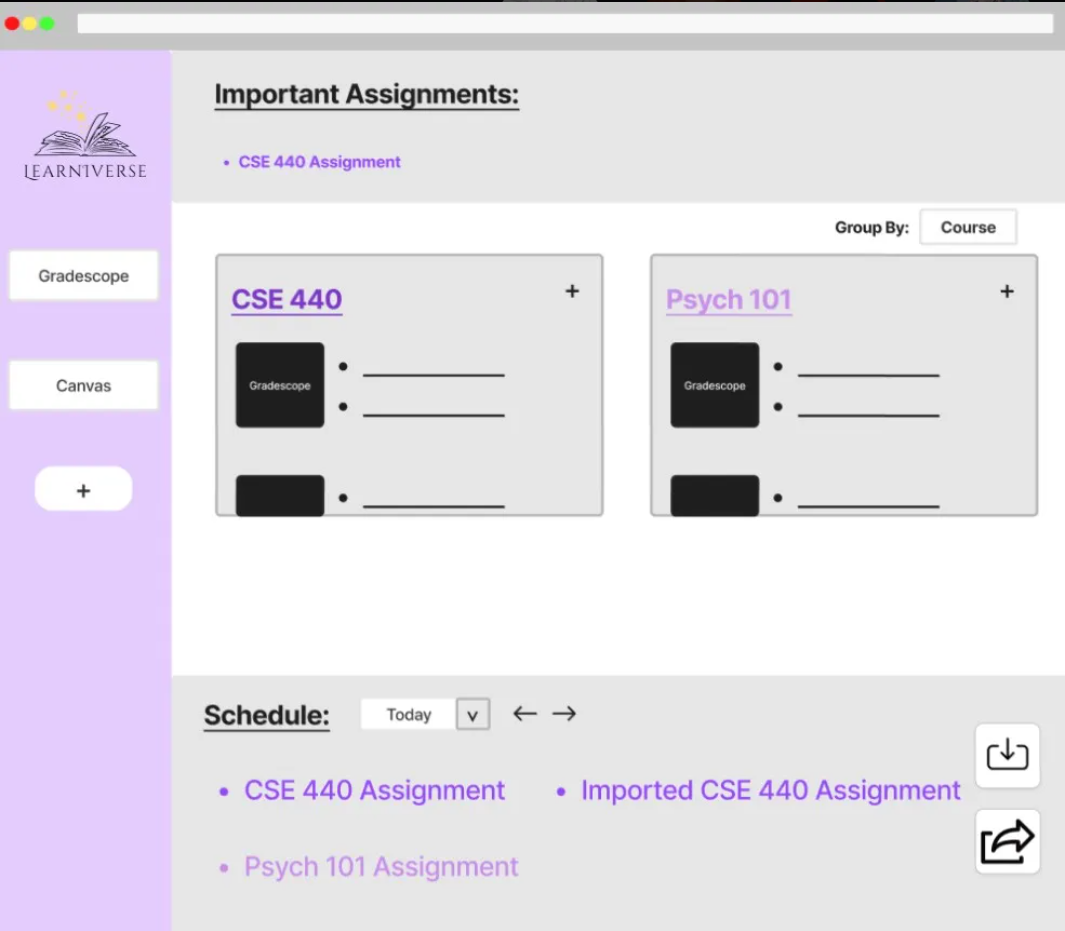 Important Assignments:
• CSE 440 Assignment
LEARNIVERSE
Gradescope
Canvas
+
Group By: Course
CSE 440 +
Gradescope
Psych 101 +
Gradescope
Schedule: Today v ← →
• CSE 440 Assignment • Imported CSE 440 Assignment
• Psych 101 Assignment